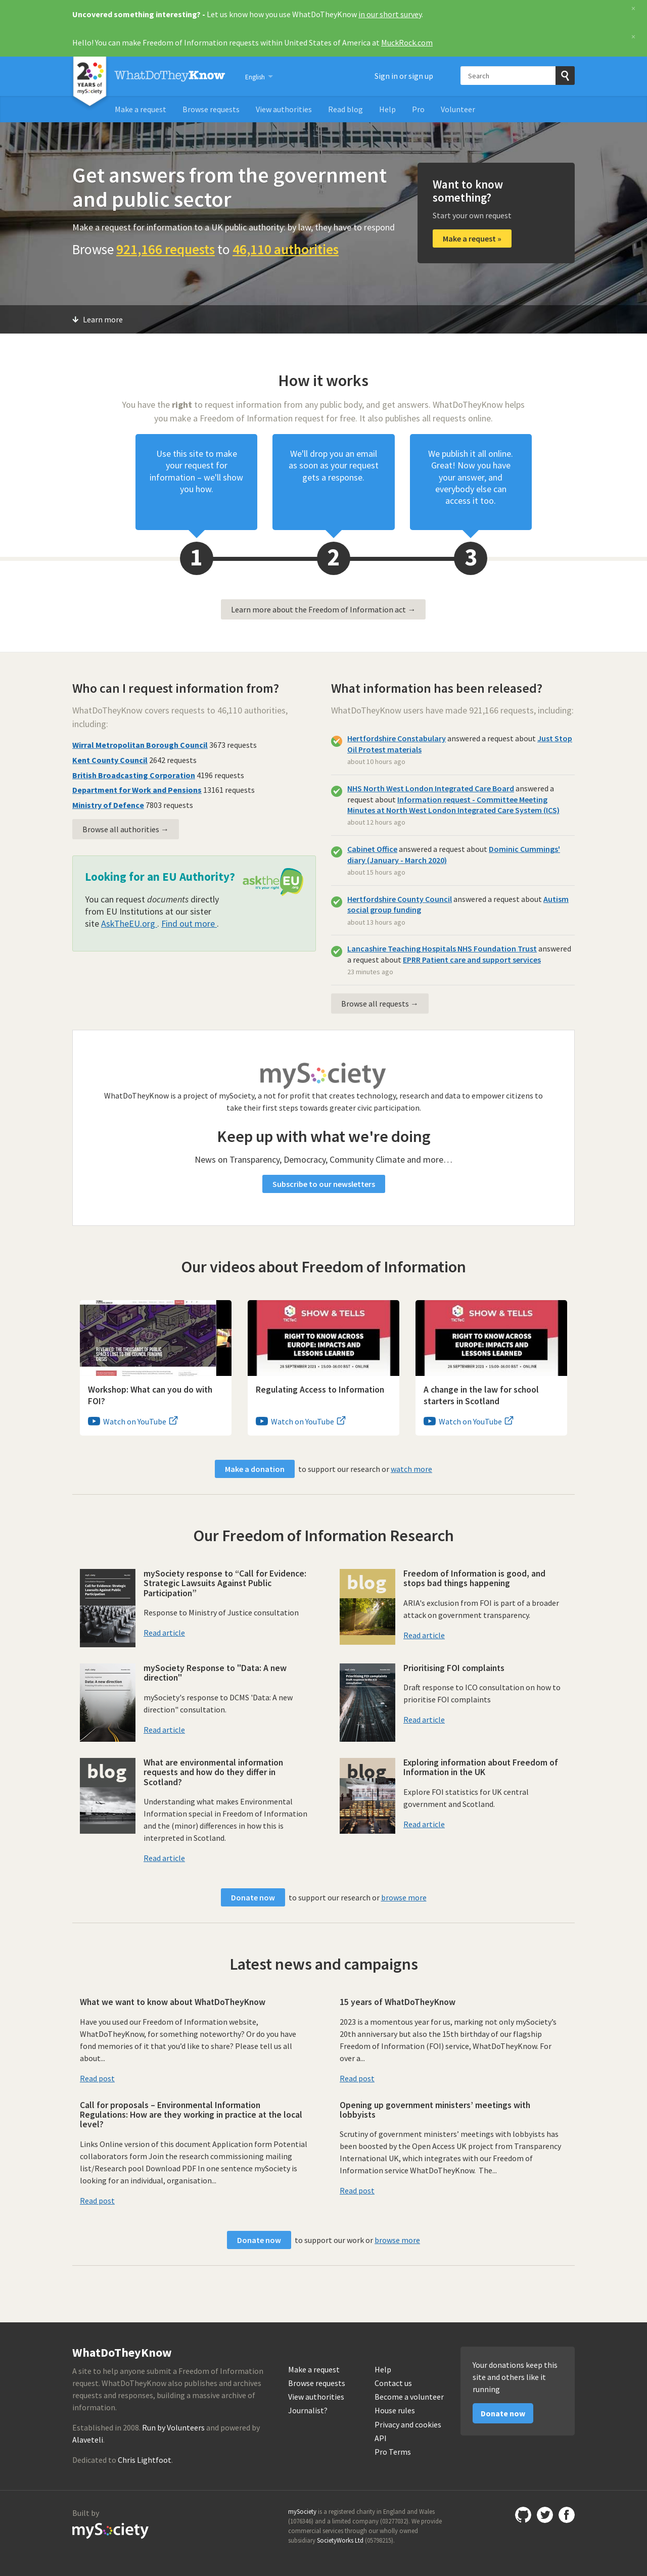 Uncovered something interesting? - Let us know how you use WhatDoTheyKnow in our short survey.
Hello! You can make Freedom of Information requests within United States of America at MuckRock.com
20 YEARS of mySociety
WhatDoTheyKnow
English
Sign in or sign up
Search
Make a request
Browse requests
View authorities
Read blog
Help
Pro
Volunteer
Get answers from the government
and public sector
Make a request for information to a UK public authority: by law, they have to respond
Browse 921,166 requests to 46,110 authorities
Want to know
something?
Start your own request
Make a request »
Learn more
How it works
You have the right to request information from any public body, and get answers. WhatDoTheyKnow helps
you make a Freedom of Information request for free. It also publishes all requests online.
Use this site to make
your request for
information – we'll show
you how.
We'll drop you an email
as soon as your request
gets a response.
We publish it all online.
Great! Now you have
your answer, and
everybody else can
access it too.
1
2
3
Learn more about the Freedom of Information act →
Who can I request information from?
WhatDoTheyKnow covers requests to 46,110 authorities,
including:
Wirral Metropolitan Borough Council 3673 requests
Kent County Council 2642 requests
British Broadcasting Corporation 4196 requests
Department for Work and Pensions 13161 requests
Ministry of Defence 7803 requests
Browse all authorities →
Looking for an EU Authority?
asktheEU
it's your right
You can request documents directly
from EU Institutions at our sister
site AskTheEU.org . Find out more .
What information has been released?
WhatDoTheyKnow users have made 921,166 requests, including:
Hertfordshire Constabulary answered a request about Just Stop
Oil Protest materials
about 10 hours ago
NHS North West London Integrated Care Board answered a
request about Information request - Committee Meeting
Minutes at North West London Integrated Care System (ICS)
about 12 hours ago
Cabinet Office answered a request about Dominic Cummings'
diary (January - March 2020)
about 15 hours ago
Hertfordshire County Council answered a request about Autism
social group funding
about 13 hours ago
Lancashire Teaching Hospitals NHS Foundation Trust answered
a request about EPRR Patient care and support services
23 minutes ago
Browse all requests →
mySociety
WhatDoTheyKnow is a project of mySociety, a not for profit that creates technology, research and data to empower citizens to
take their first steps towards greater civic participation.
Keep up with what we're doing
News on Transparency, Democracy, Community Climate and more…
Subscribe to our newsletters
Our videos about Freedom of Information
REVEALED: THE THOUSANDS OF PUBLIC
SPACES LOST TO THE COUNCIL FUNDING
CRISIS
Workshop: What can you do with
FOI?
Watch on YouTube
TICTeC
SHOW & TELLS
RIGHT TO KNOW ACROSS
EUROPE: IMPACTS AND
LESSONS LEARNED
Regulating Access to Information
Watch on YouTube
TICTeC
SHOW & TELLS
RIGHT TO KNOW ACROSS
EUROPE: IMPACTS AND
LESSONS LEARNED
A change in the law for school
starters in Scotland
Watch on YouTube
Make a donation to support our research or watch more
Our Freedom of Information Research
Call for Evidence: Strategic
Lawsuits Against Public
Participation
mySociety response to “Call for Evidence:
Strategic Lawsuits Against Public
Participation”
Response to Ministry of Justice consultation
Read article
blog
Freedom of Information is good, and
stops bad things happening
ARIA's exclusion from FOI is part of a broader
attack on government transparency.
Read article
Data: A new direction
mySociety Response to "Data: A new
direction"
mySociety's response to DCMS 'Data: A new
direction" consultation.
Read article
Prioritising FOI complaints
Prioritising FOI complaints
Draft response to ICO consultation on how to
prioritise FOI complaints
Read article
blog
What are environmental information
requests and how do they differ in
Scotland?
Understanding what makes Environmental
Information special in Freedom of Information
and the (minor) differences in how this is
interpreted in Scotland.
Read article
blog
Exploring information about Freedom of
Information in the UK
Explore FOI statistics for UK central
government and Scotland.
Read article
Donate now to support our research or browse more
Latest news and campaigns
What we want to know about WhatDoTheyKnow
Have you used our Freedom of Information website,
WhatDoTheyKnow, for something noteworthy? Or do you have
fond memories of it that you’d like to share? Please tell us all
about...
Read post
15 years of WhatDoTheyKnow
2023 is a momentous year for us, marking not only mySociety’s
20th anniversary but also the 15th birthday of our flagship
Freedom of Information (FOI) service, WhatDoTheyKnow. For
over a...
Read post
Call for proposals – Environmental Information
Regulations: How are they working in practice at the local
level?
Links Online version of this document Application form Potential
collaborators form Join the research commissioning mailing
list/Research pool Download PDF In one sentence mySociety is
looking for an individual, organisation...
Read post
Opening up government ministers’ meetings with
lobbyists
Scrutiny of government ministers’ meetings with lobbyists has
been boosted by the Open Access UK project from Transparency
International UK, which integrates with our Freedom of
Information service WhatDoTheyKnow. The...
Read post
Donate now to support our work or browse more
WhatDoTheyKnow
A site to help anyone submit a Freedom of Information
request. WhatDoTheyKnow also publishes and archives
requests and responses, building a massive archive of
information.
Established in 2008. Run by Volunteers and powered by
Alaveteli.
Dedicated to Chris Lightfoot.
Make a request
Browse requests
View authorities
Journalist?
Help
Contact us
Become a volunteer
House rules
Privacy and cookies
API
Pro Terms
Your donations keep this
site and others like it
running
Donate now
Built by
mySociety
mySociety is a registered charity in England and Wales
(1076346) and a limited company (03277032). We provide
commercial services through our wholly owned
subsidiary SocietyWorks Ltd (05798215).